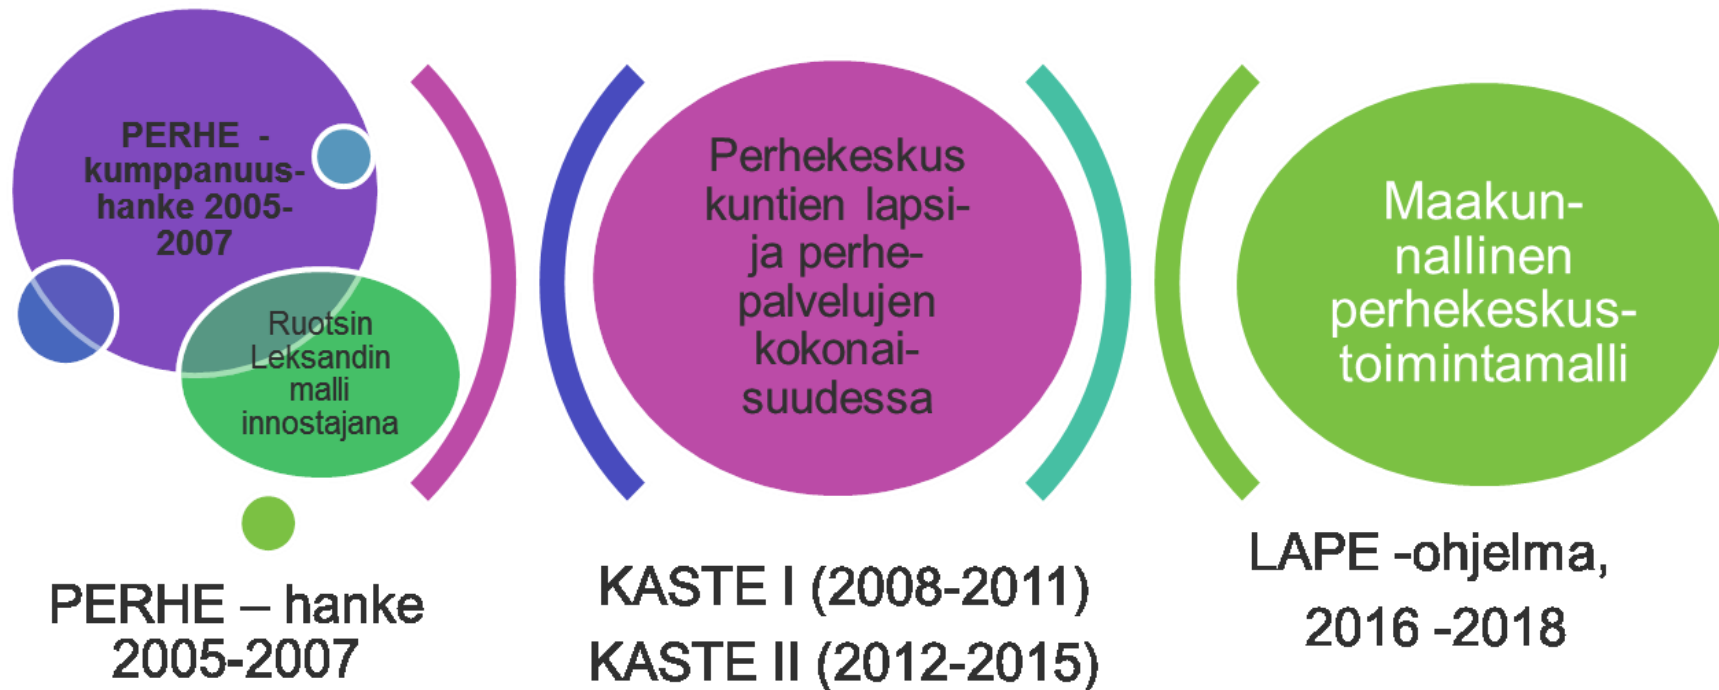 PERHE -
kumppanuus-
hanke 2005-
2007
Ruotsin
Leksandin
malli
innostajana
PERHE – hanke
2005-2007
Perhekeskus
kuntien lapsi-
ja perhe-
palvelujen
kokonai-
suudessa
KASTE I (2008-2011)
KASTE II (2012-2015)
Maakun-
nallinen
perhekeskus-
toimintamalli
LAPE -ohjelma,
2016 -2018